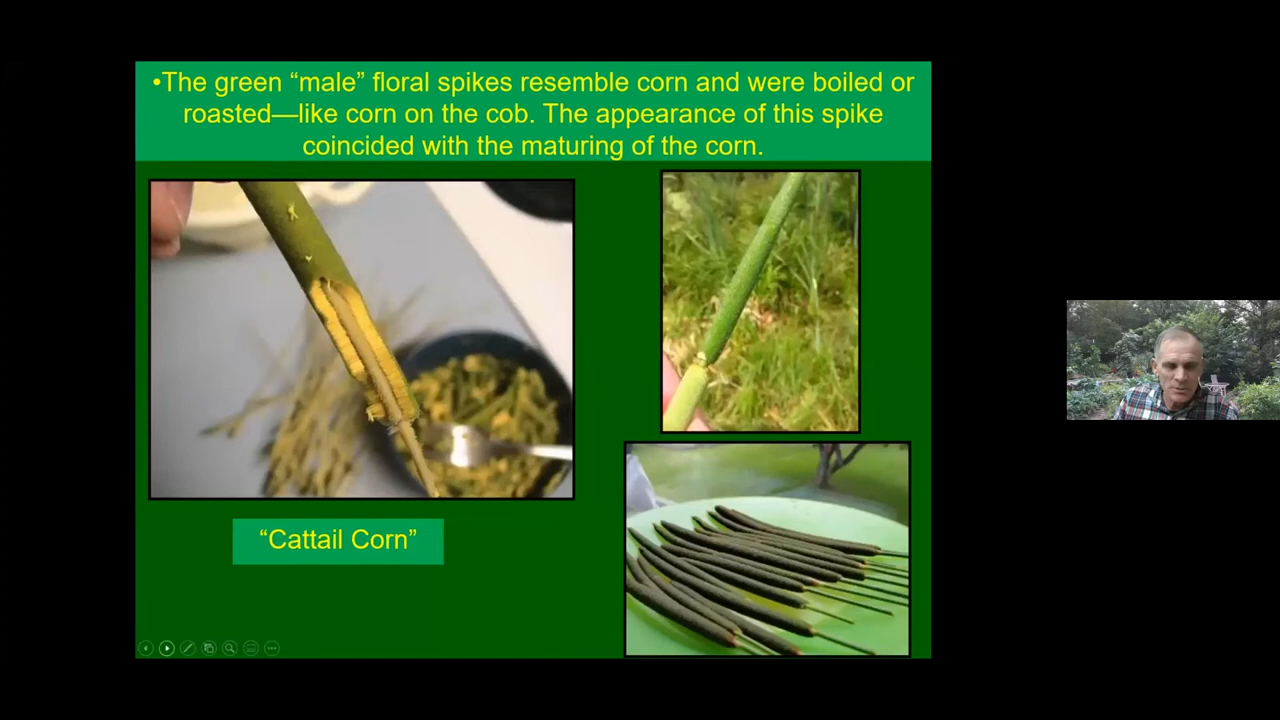 •The green “male” floral spikes resemble corn and were boiled or
roasted—like corn on the cob. The appearance of this spike
coincided with the maturing of the corn.
“Cattail Corn”